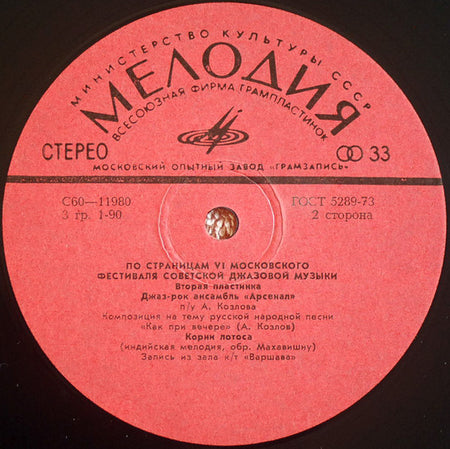 МИНИСТЕРСТВО КУЛЬТУРЫ СССР
МЕЛОДИЯ
ВСЕСОЮЗНАЯ ФИРМА ГРАМПЛАСТИНОК
СТЕРЕО
33
МОСКОВСКИЙ ОПЫТНЫЙ ЗАВОД «ГРАМЗАПИСЬ»
С60—11980
ГОСТ 5289-73
3 гр. 1-90
2 сторона
ПО СТРАНИЦАМ VI МОСКОВСКОГО
ФЕСТИВАЛЯ СОВЕТСКОЙ ДЖАЗОВОЙ МУЗЫКИ
Вторая пластинка
Джаз-рок ансамбль «Арсенал»
п/у А. Козлова
Композиция на тему русской народной песни
«Как при вечере» (А. Козлов)
Корни лотоса
(индийская мелодия, обр. Махавишну)
Запись из зала к/т «Варшава»